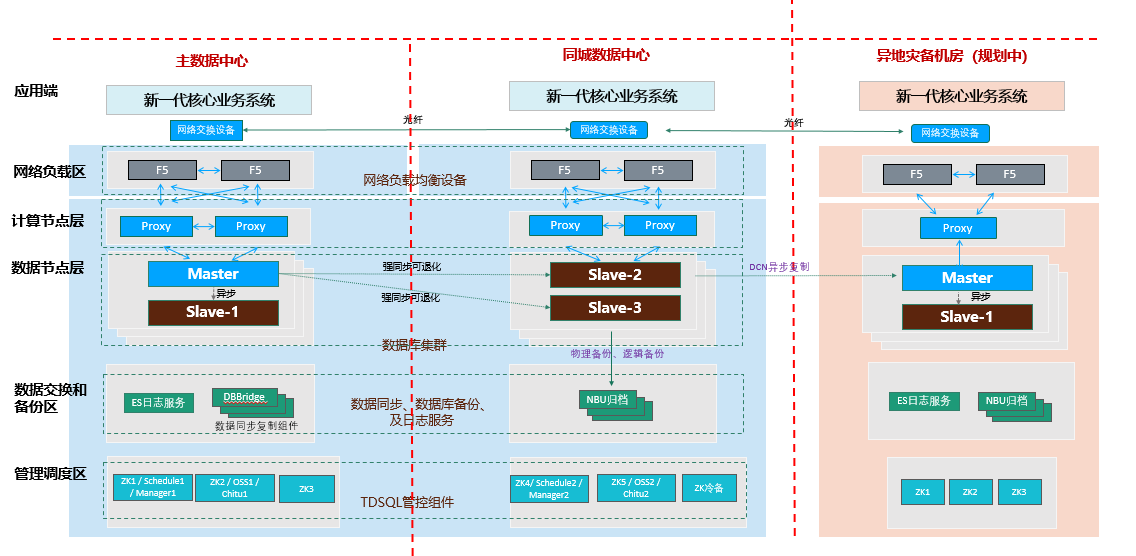 主数据中心
同城数据中心
异地灾备机房（规划中）
应用端
新一代核心业务系统
新一代核心业务系统
新一代核心业务系统
网络交换设备
光纤
网络交换设备
光纤
网络交换设备
网络负载区
F5
F5
网络负载均衡设备
F5
F5
F5
F5
计算节点层
Proxy
Proxy
Proxy
Proxy
Proxy
数据节点层
Master
异步
Slave-1
强同步可退化
强同步可退化
数据库集群
Slave-2
Slave-3
DCN异步复制
Master
异步
Slave-1
物理备份、逻辑备份
数据交换和
备份区
ES日志服务
DBBridge
数据同步复制组件
数据同步、数据库备份、
及日志服务
NBU归档
ES日志服务
NBU归档
管理调度区
ZK1 / Schedule1
/ Manager1
ZK2 / OSS1 /
Chitu1
ZK3
TDSQL管控组件
ZK4/ Schedule2 /
Manager2
ZK5 / OSS2 /
Chitu2
ZK冷备
ZK1
ZK2
ZK3